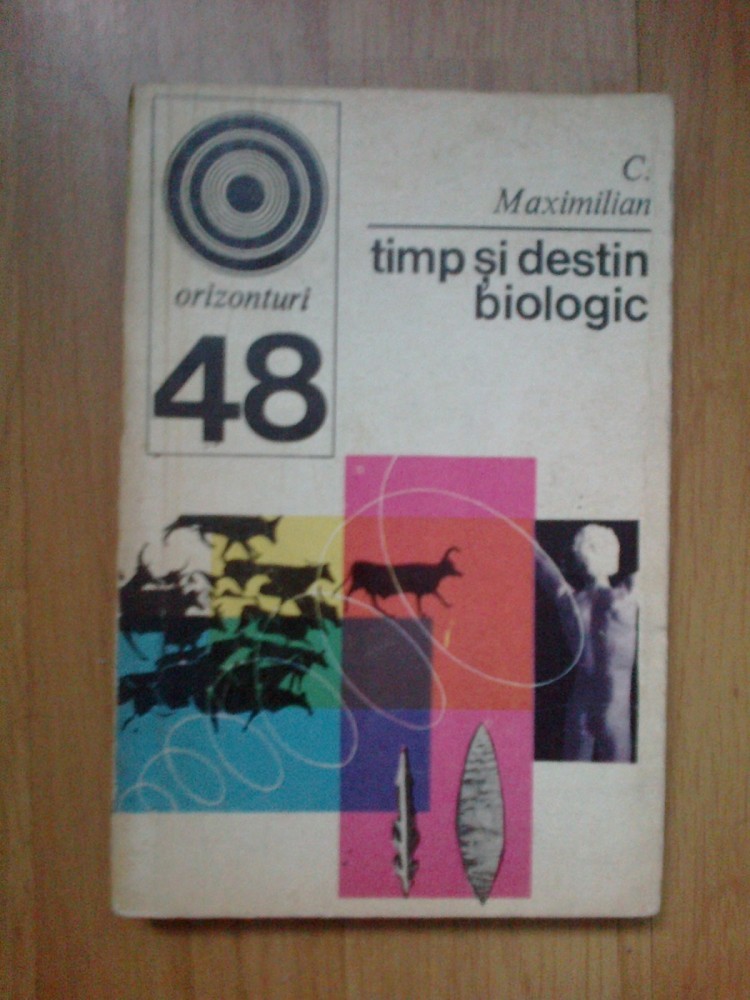 orizonturi
48
C.
Maximilian
timp și destin
biologic